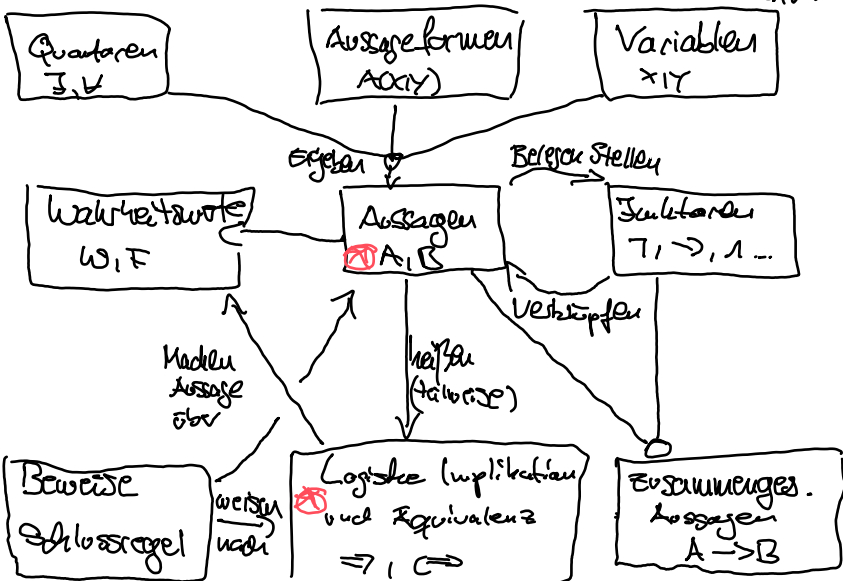 Quantoren
∃,∀
Aussageformen
A(X,Y)
Variablen
X,Y
Ergeben
Belegen Stellen
Wahrheitswerte
W, F
Aussagen
A, B
Junktoren
¬, →, ∧ ...
verknüpfen
Machen
Aussage
über
heißen
(teilweise)
Beweise
Schlussregel
weisen
nach
Logische Implikation
und Äquivalenz
⇒, ⇔
zusammenges.
Aussagen
A → B